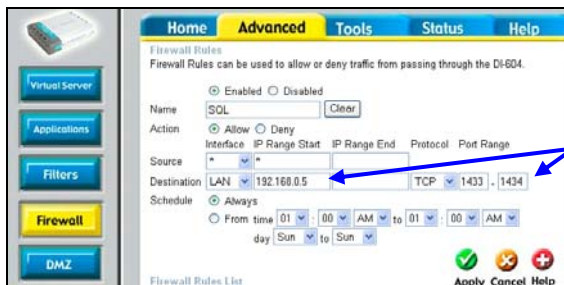 Home Advanced Tools Status Help
Firewall Rules
Firewall Rules can be used to allow or deny traffic from passing through the DI-604.
Virtual Server
Enabled Disabled
Name SQL Clear
Applications
Action Allow Deny
Interface IP Range Start IP Range End Protocol Port Range
Source * *
Filters
Destination LAN 192.168.0.5 TCP 1433 - 1434
Schedule Always
From time 01 : 00 AM to 01 : 00 AM
Firewall
day Sun to Sun
DMZ
Apply Cancel Help
Firewall Rules List